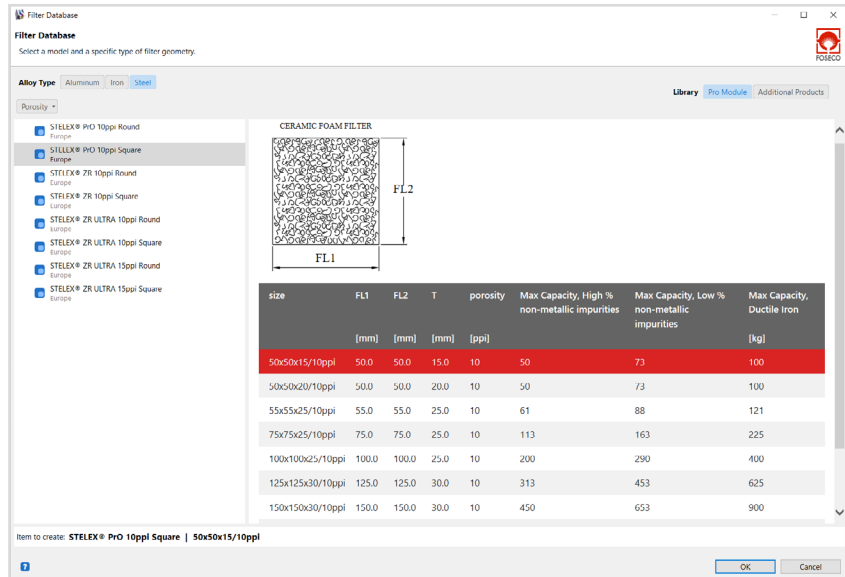 Filter Database
Filter Database
Select a model and a specific type of filter geometry.
FOSECO
Alloy Type Aluminum Iron Steel
Library Pro Module Additional Products
Porosity
STELEX® PrO 10ppi Round
Europe
STELEX® PrO 10ppi Square
Europe
STELEX® ZR 10ppi Round
Europe
STELEX® ZR 10ppi Square
Europe
STELEX® ZR ULTRA 10ppi Round
Europe
STELEX® ZR ULTRA 10ppi Square
Europe
STELEX® ZR ULTRA 15ppi Round
Europe
STELEX® ZR ULTRA 15ppi Square
Europe
CERAMIC FOAM FILTER
FL2
FL1
size FL1 FL2 T porosity Max Capacity, High % non-metallic impurities Max Capacity, Low % non-metallic impurities Max Capacity, Ductile Iron
[mm] [mm] [mm] [ppi] [kg]
50x50x15/10ppi 50.0 50.0 15.0 10 50 73 100
50x50x20/10ppi 50.0 50.0 20.0 10 50 73 100
55x55x25/10ppi 55.0 55.0 25.0 10 61 88 121
75x75x25/10ppi 75.0 75.0 25.0 10 113 163 225
100x100x25/10ppi 100.0 100.0 25.0 10 200 290 400
125x125x30/10ppi 125.0 125.0 30.0 10 313 453 625
150x150x30/10ppi 150.0 150.0 30.0 10 450 653 900
Item to create: STELEX® PrO 10ppi Square | 50x50x15/10ppi
?
OK Cancel